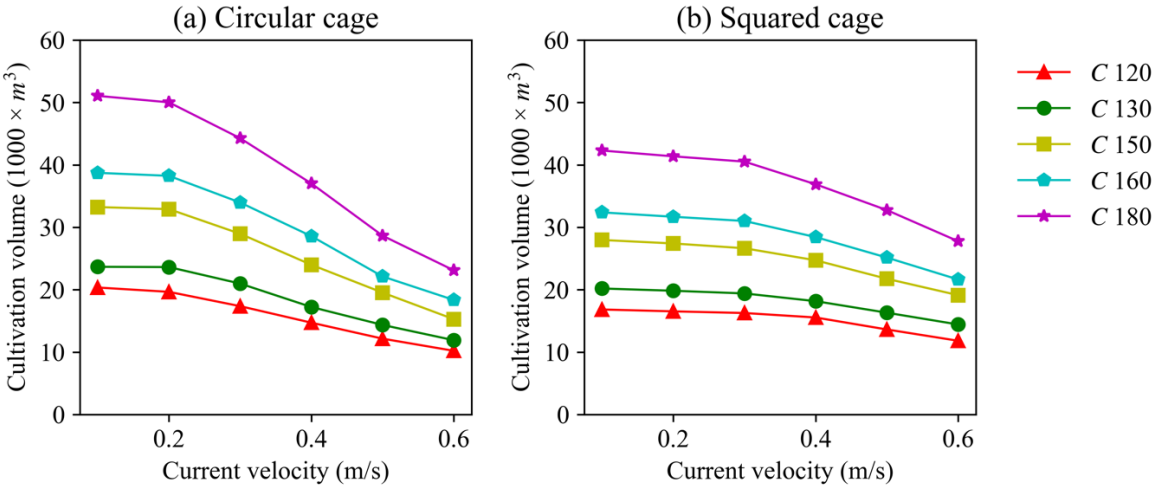 (a) Circular cage
60
50
40
30
20
10
0
Cultivation volume (1000 × m³)
0.2
0.4
0.6
Current velocity (m/s)
(b) Squared cage
60
50
40
30
20
10
0
Cultivation volume (1000 × m³)
0.2
0.4
0.6
Current velocity (m/s)
C 120
C 130
C 150
C 160
C 180